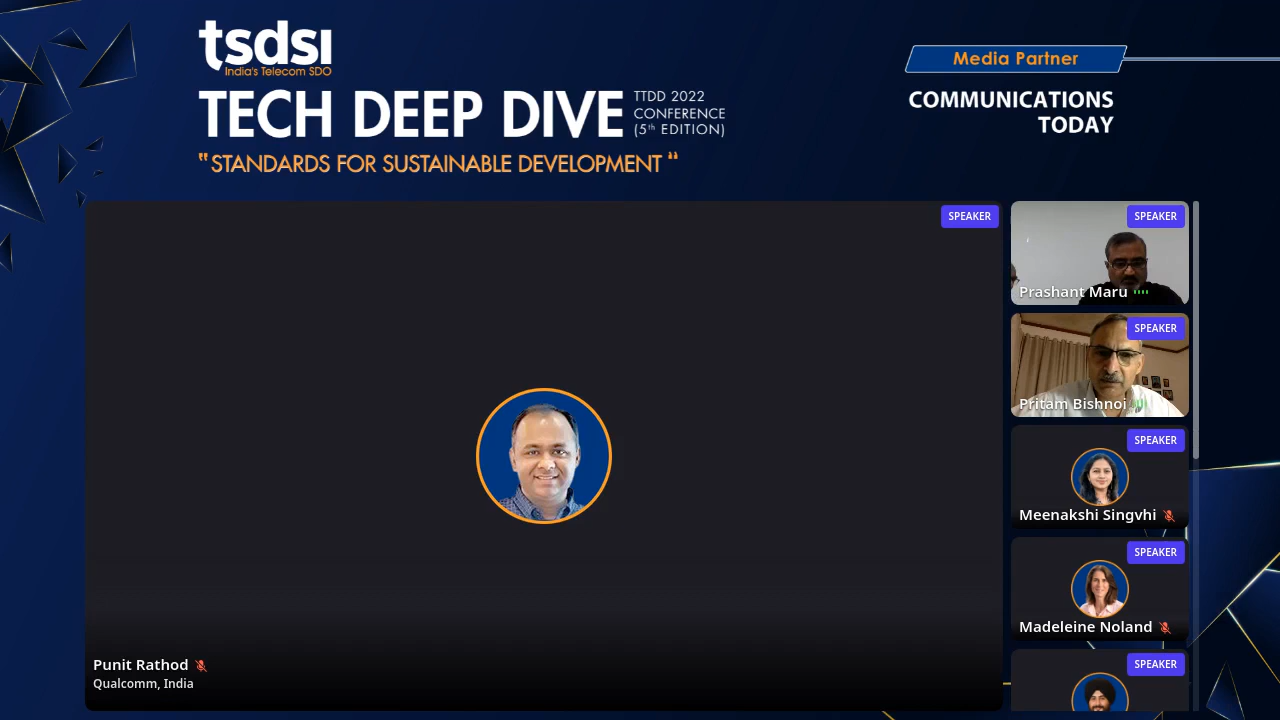 tsdsi
India's Telecom SDO
TECH DEEP DIVE
TTDD 2022
CONFERENCE
(5th EDITION)
"STANDARDS FOR SUSTAINABLE DEVELOPMENT"
Media Partner
COMMUNICATIONS
TODAY
SPEAKER
Punit Rathod
Qualcomm, India
SPEAKER
Prashant Maru
SPEAKER
Pritam Bishnoi
SPEAKER
Meenakshi Singvhi
SPEAKER
Madeleine Noland
SPEAKER